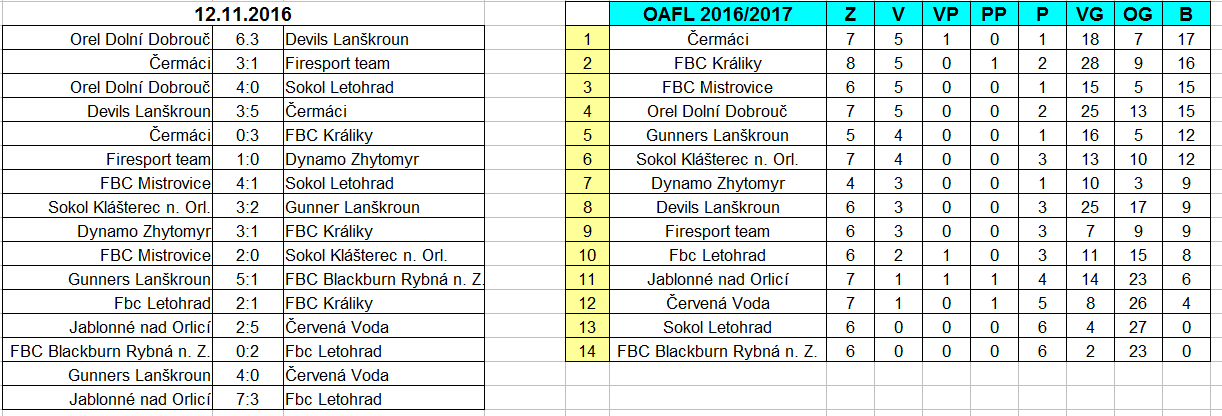 12.11.2016
Orel Dolní Dobrouč 6.3 Devils Lanškroun
Čermáci 3:1 Firesport team
Orel Dolní Dobrouč 4:0 Sokol Letohrad
Devils Lanškroun 3:5 Čermáci
Čermáci 0:3 FBC Králiky
Firesport team 1:0 Dynamo Zhytomyr
FBC Mistrovice 4:1 Sokol Letohrad
Sokol Klášterec n. Orl. 3:2 Gunner Lanškroun
Dynamo Zhytomyr 3:1 FBC Králiky
FBC Mistrovice 2:0 Sokol Klášterec n. Orl.
Gunners Lanškroun 5:1 FBC Blackburn Rybná n. Z.
Fbc Letohrad 2:1 FBC Králiky
Jablonné nad Orlicí 2:5 Červená Voda
FBC Blackburn Rybná n. Z. 0:2 Fbc Letohrad
Gunners Lanškroun 4:0 Červená Voda
Jablonné nad Orlicí 7:3 Fbc Letohrad
OAFL 2016/2017 Z V VP PP P VG OG B
1 Čermáci 7 5 1 0 1 18 7 17
2 FBC Králiky 8 5 0 1 2 28 9 16
3 FBC Mistrovice 6 5 0 0 1 15 5 15
4 Orel Dolní Dobrouč 7 5 0 0 2 25 13 15
5 Gunners Lanškroun 5 4 0 0 1 16 5 12
6 Sokol Klášterec n. Orl. 7 4 0 0 3 13 10 12
7 Dynamo Zhytomyr 4 3 0 0 1 10 3 9
8 Devils Lanškroun 6 3 0 0 3 25 17 9
9 Firesport team 6 3 0 0 3 7 9 9
10 Fbc Letohrad 6 2 1 0 3 11 15 8
11 Jablonné nad Orlicí 7 1 1 1 4 14 23 6
12 Červená Voda 7 1 0 1 5 8 26 4
13 Sokol Letohrad 6 0 0 0 6 4 27 0
14 FBC Blackburn Rybná n. Z. 6 0 0 0 6 2 23 0